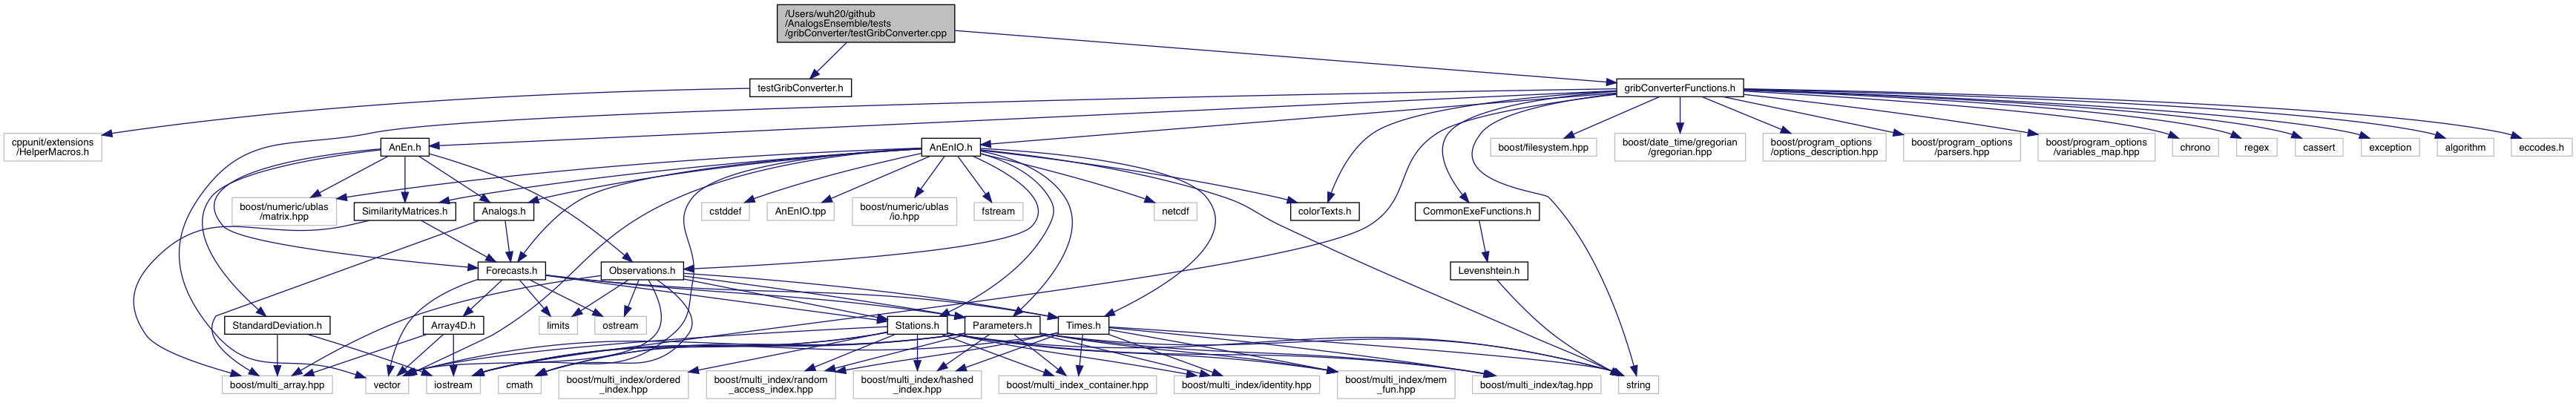 /Users/wuh20/github
/AnalogsEnsemble/tests
/gribConverter/testGribConverter.cpp
testGribConverter.h
gribConverterFunctions.h
cppunit/extensions
/HelperMacros.h
AnEn.h
AnEnIO.h
boost/filesystem.hpp
boost/date_time/gregorian
/gregorian.hpp
boost/program_options
/options_description.hpp
boost/program_options
/parsers.hpp
boost/program_options
/variables_map.hpp
chrono
regex
cassert
exception
algorithm
eccodes.h
boost/numeric/ublas
/matrix.hpp
SimilarityMatrices.h
Analogs.h
cstddef
AnEnIO.tpp
boost/numeric/ublas
/io.hpp
fstream
netcdf
colorTexts.h
CommonExeFunctions.h
Forecasts.h
Observations.h
Levenshtein.h
StandardDeviation.h
Array4D.h
limits
ostream
Stations.h
Parameters.h
Times.h
boost/multi_array.hpp
vector
iostream
cmath
boost/multi_index/ordered
_index.hpp
boost/multi_index/random
_access_index.hpp
boost/multi_index/hashed
_index.hpp
boost/multi_index_container.hpp
boost/multi_index/identity.hpp
boost/multi_index/mem
_fun.hpp
boost/multi_index/tag.hpp
string